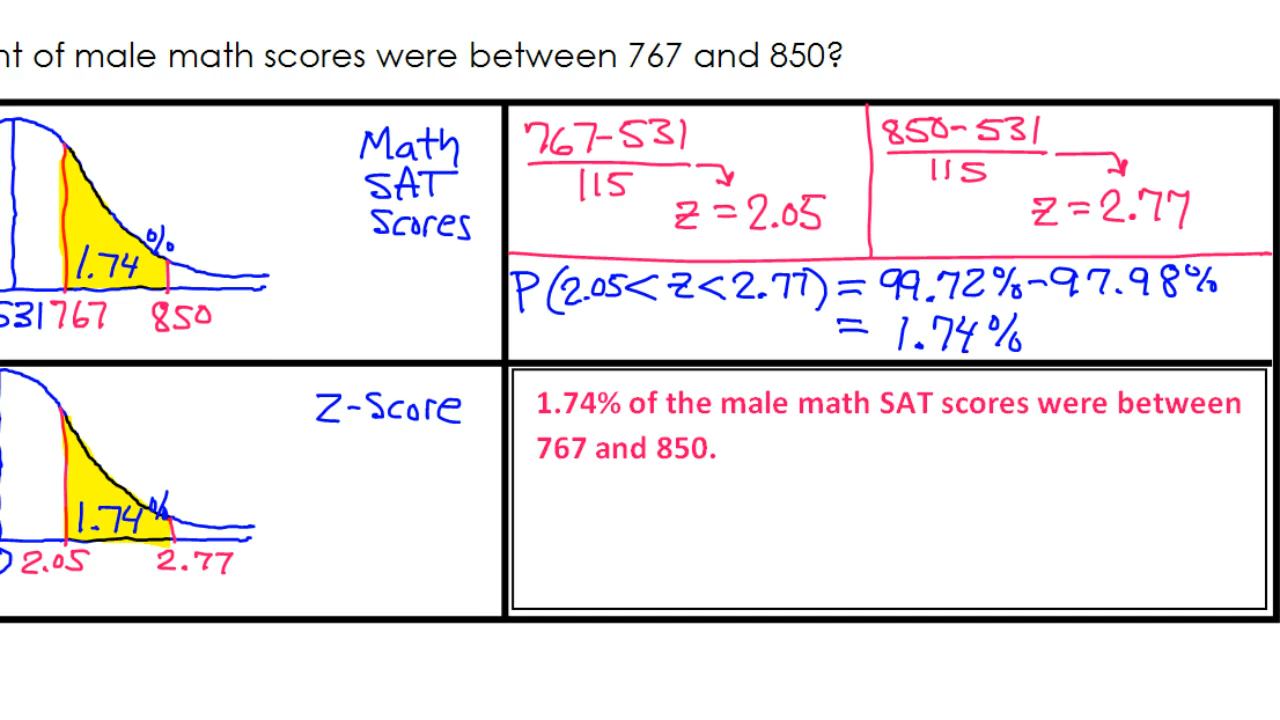 nt of male math scores were between 767 and 850?
Math
SAT
Scores
1.74 %
531 767 850
767-531
115
z = 2.05
850-531
115
z = 2.77
P(2.05< z < 2.77) = 99.72%-97.98%
= 1.74%
z-Score
1.74%
0 2.05 2.77
1.74% of the male math SAT scores were between
767 and 850.